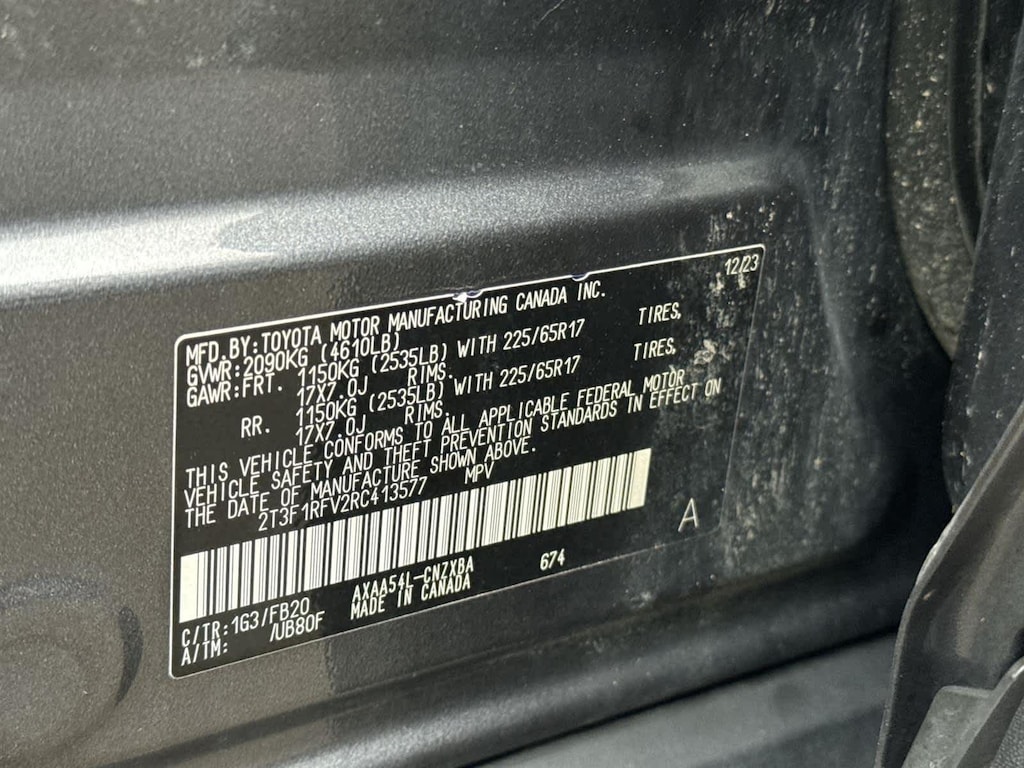 12/23
MFD.BY:TOYOTA MOTOR MANUFACTURING CANADA INC.
GVWR:2090KG (4610LB)
GAWR:FRT. 1150KG (2535LB) WITH 225/65R17 TIRES,
17X7.0J RIMS.
RR. 1150KG (2535LB) WITH 225/65R17 TIRES,
17X7.0J RIMS.
THIS VEHICLE CONFORMS TO ALL APPLICABLE FEDERAL MOTOR
VEHICLE SAFETY AND THEFT PREVENTION STANDARDS IN EFFECT ON
THE DATE OF MANUFACTURE SHOWN ABOVE.
2T3F1RFV2RC413577 MPV
A
C/TR:1G3/FB20 AXAA54L-CNZXBA 674
A/TM: /UB80F MADE IN CANADA